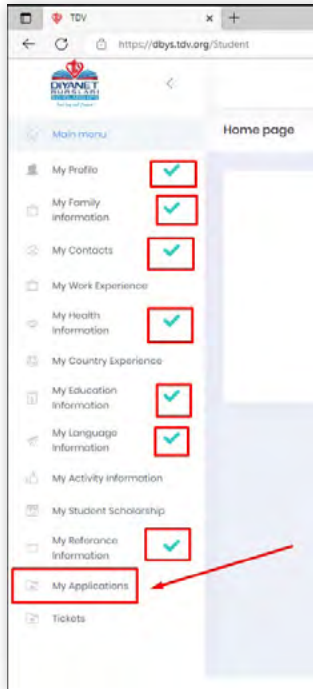 TDV
https://dbys.tdv.org/Student
DİYANET
BURSLARI
Main menu
Home page
My Profile
My Family
Information
My Contacts
My Work Experience
My Health
Information
My Country Experience
My Education
Information
My Language
Information
My Activity Information
My Student Scholarship
My Referance
Information
My Applications
Tickets